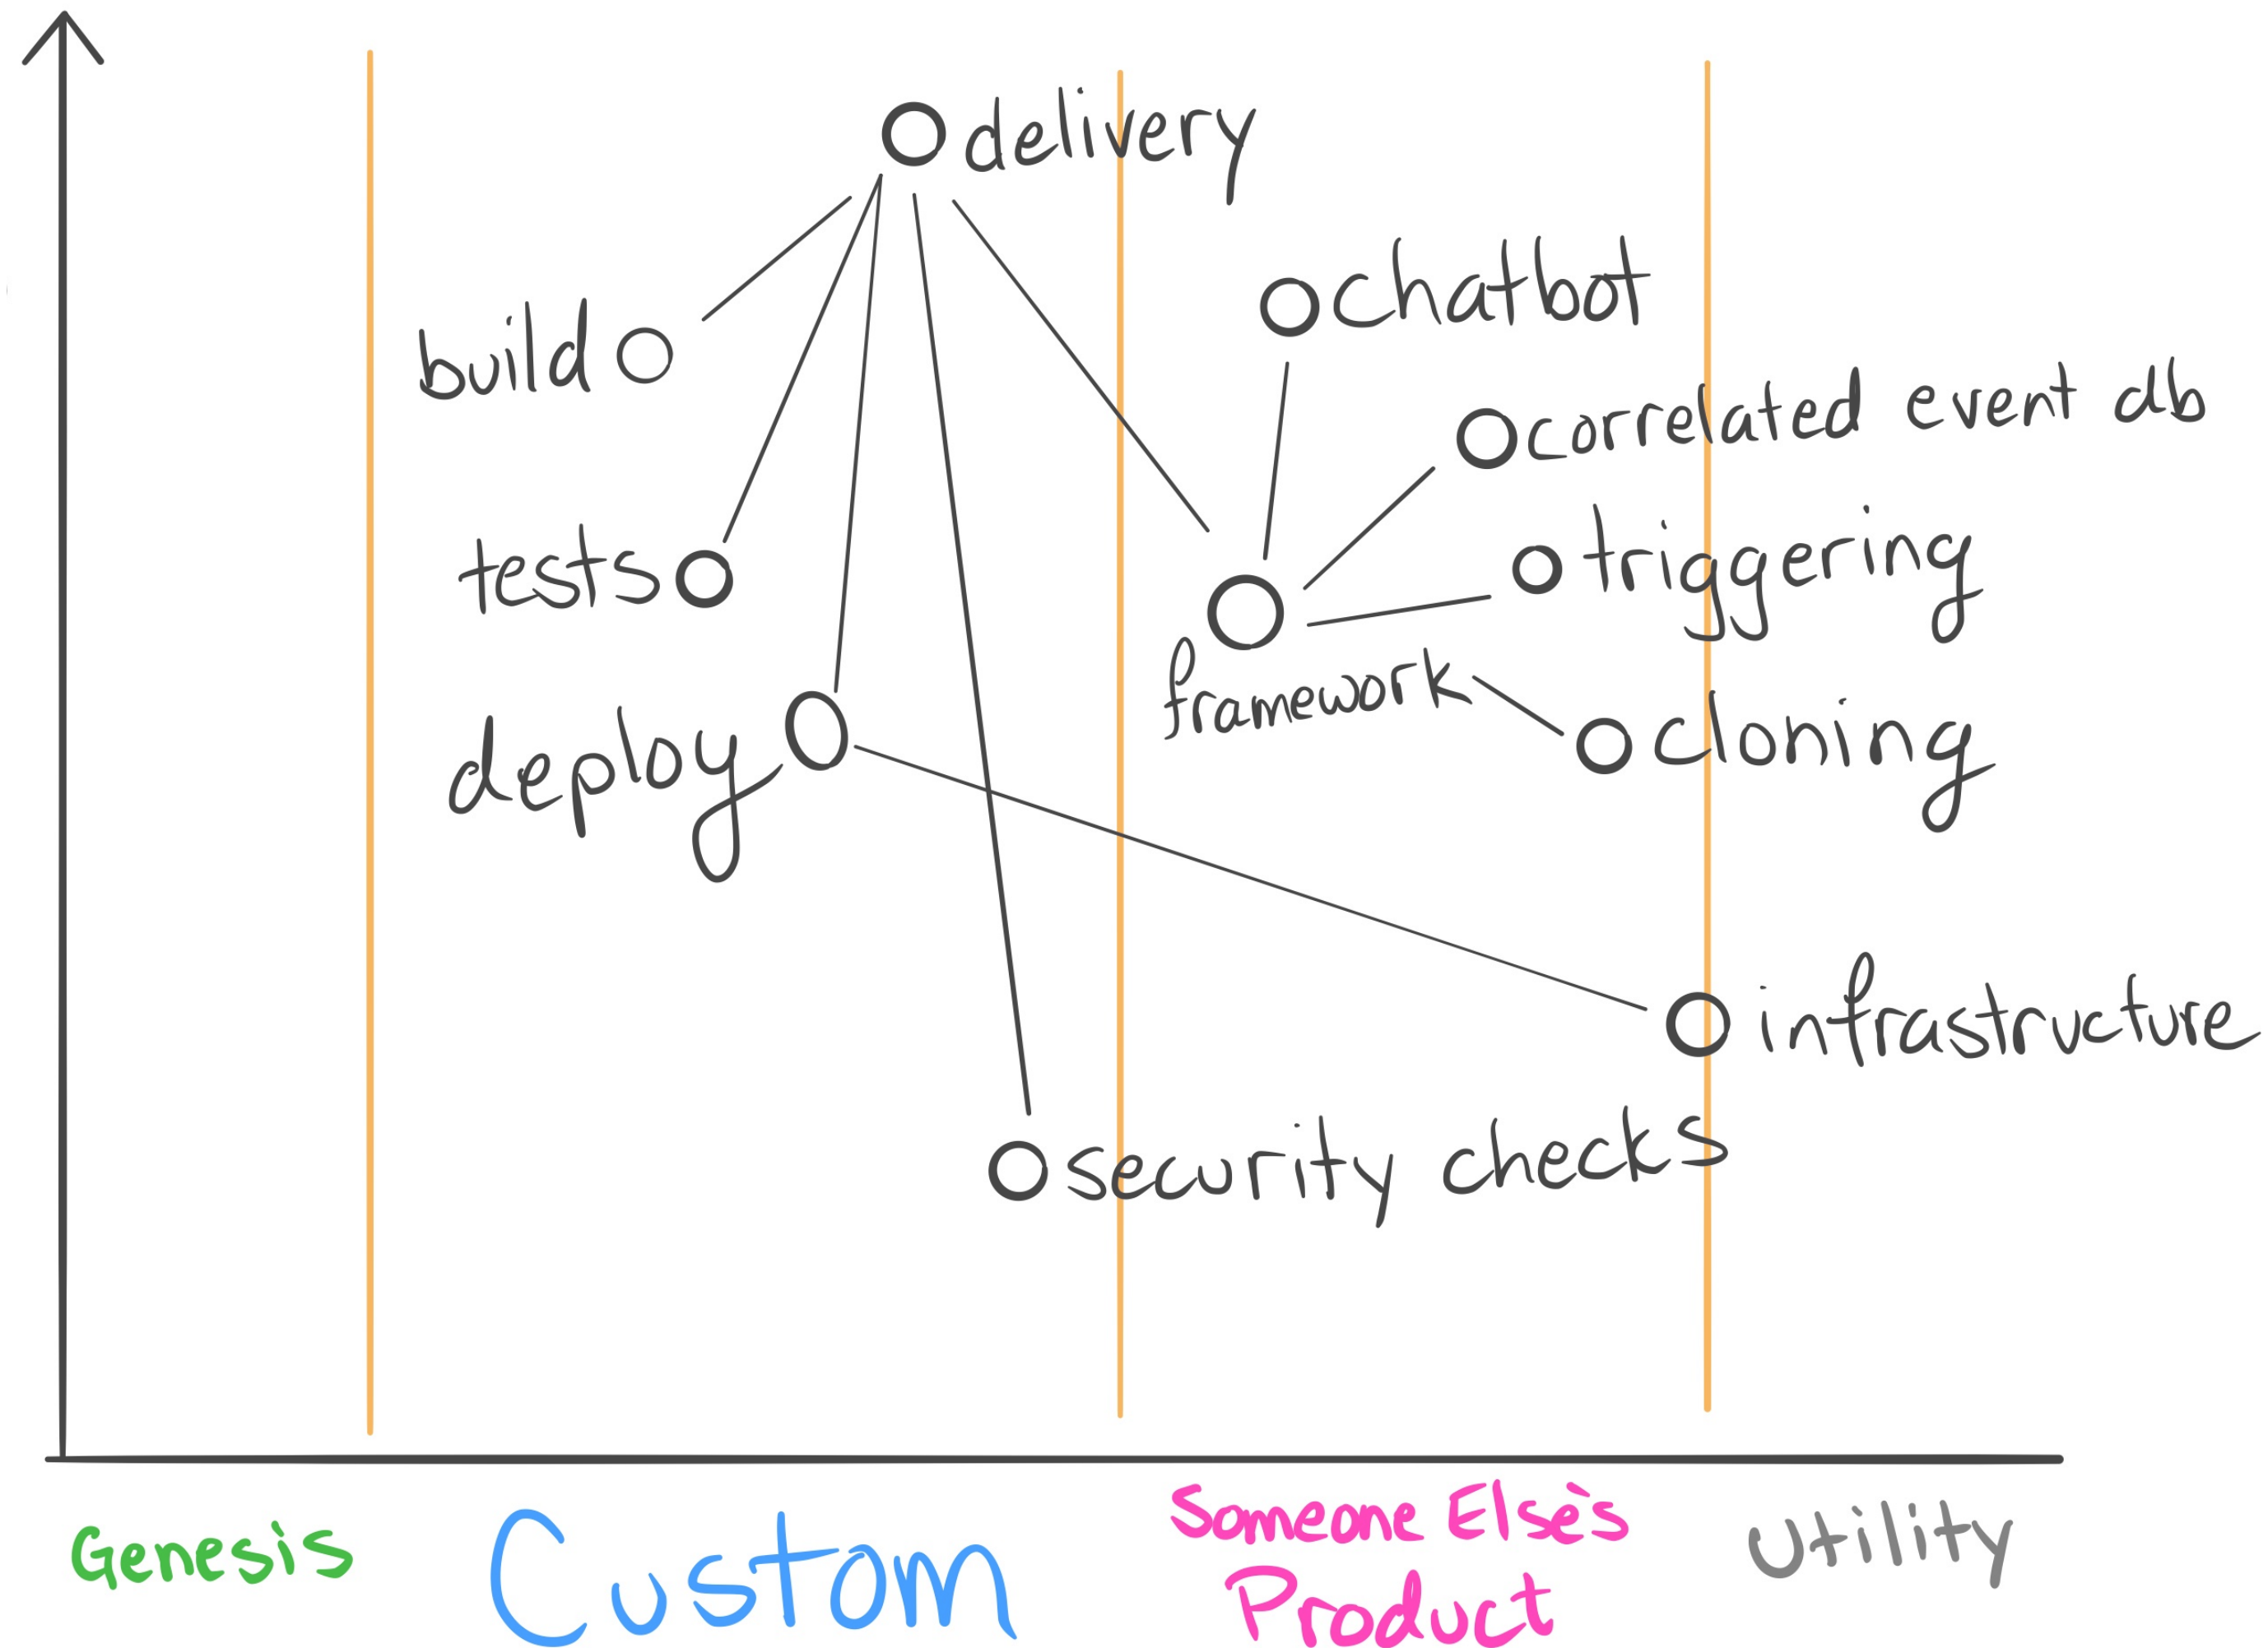 delivery
chatbot
build
correlated event db
tests
triggering
framework
deploy
cloning
infrastructure
security checks
Genesis
Custom
Someone Else's
Product
Utility